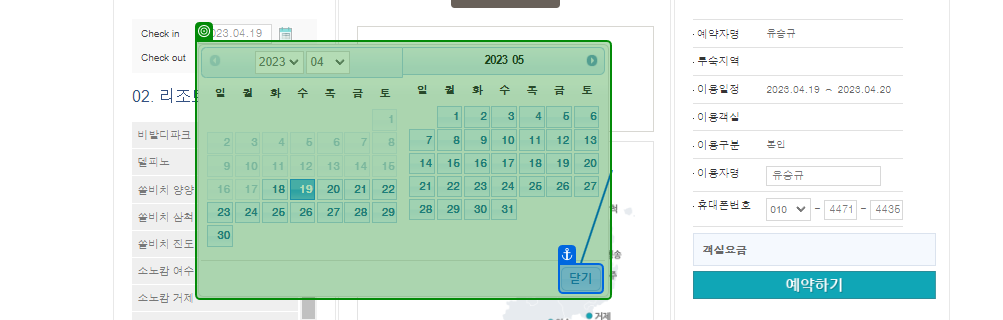 Check in 2023.04.19
Check out
02. 리조
비발디파크
델피노
쏠비치 양양
쏠비치 삼척
쏠비치 진도
소노캄 여수
소노캄 거제
2023 04
일 월 화 수 목 금 토
1
2 3 4 5 6 7 8
9 10 11 12 13 14 15
16 17 18 19 20 21 22
23 24 25 26 27 28 29
30
2023 05
일 월 화 수 목 금 토
1 2 3 4 5 6
7 8 9 10 11 12 13
14 15 16 17 18 19 20
21 22 23 24 25 26 27
28 29 30 31
닫기
척
송
주
거제
예약자명 유승규
투숙지역
이용일정 2023.04.19 ~ 2023.04.20
이용객실
이용구분 본인
이용자명 유승규
휴대폰번호 010 - 4471 - 4435
객실요금
예약하기